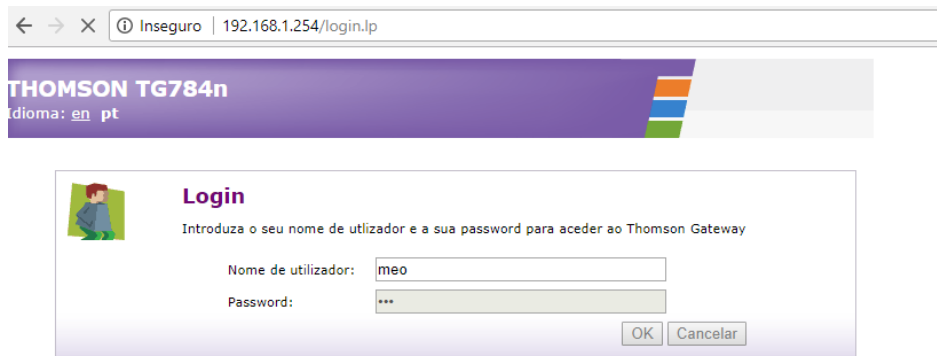 Inseguro | 192.168.1.254/login.lp
THOMSON TG784n
Idioma: en pt
Login
Introduza o seu nome de utlizador e a sua password para aceder ao Thomson Gateway
Nome de utilizador: meo
Password: •••
OK Cancelar